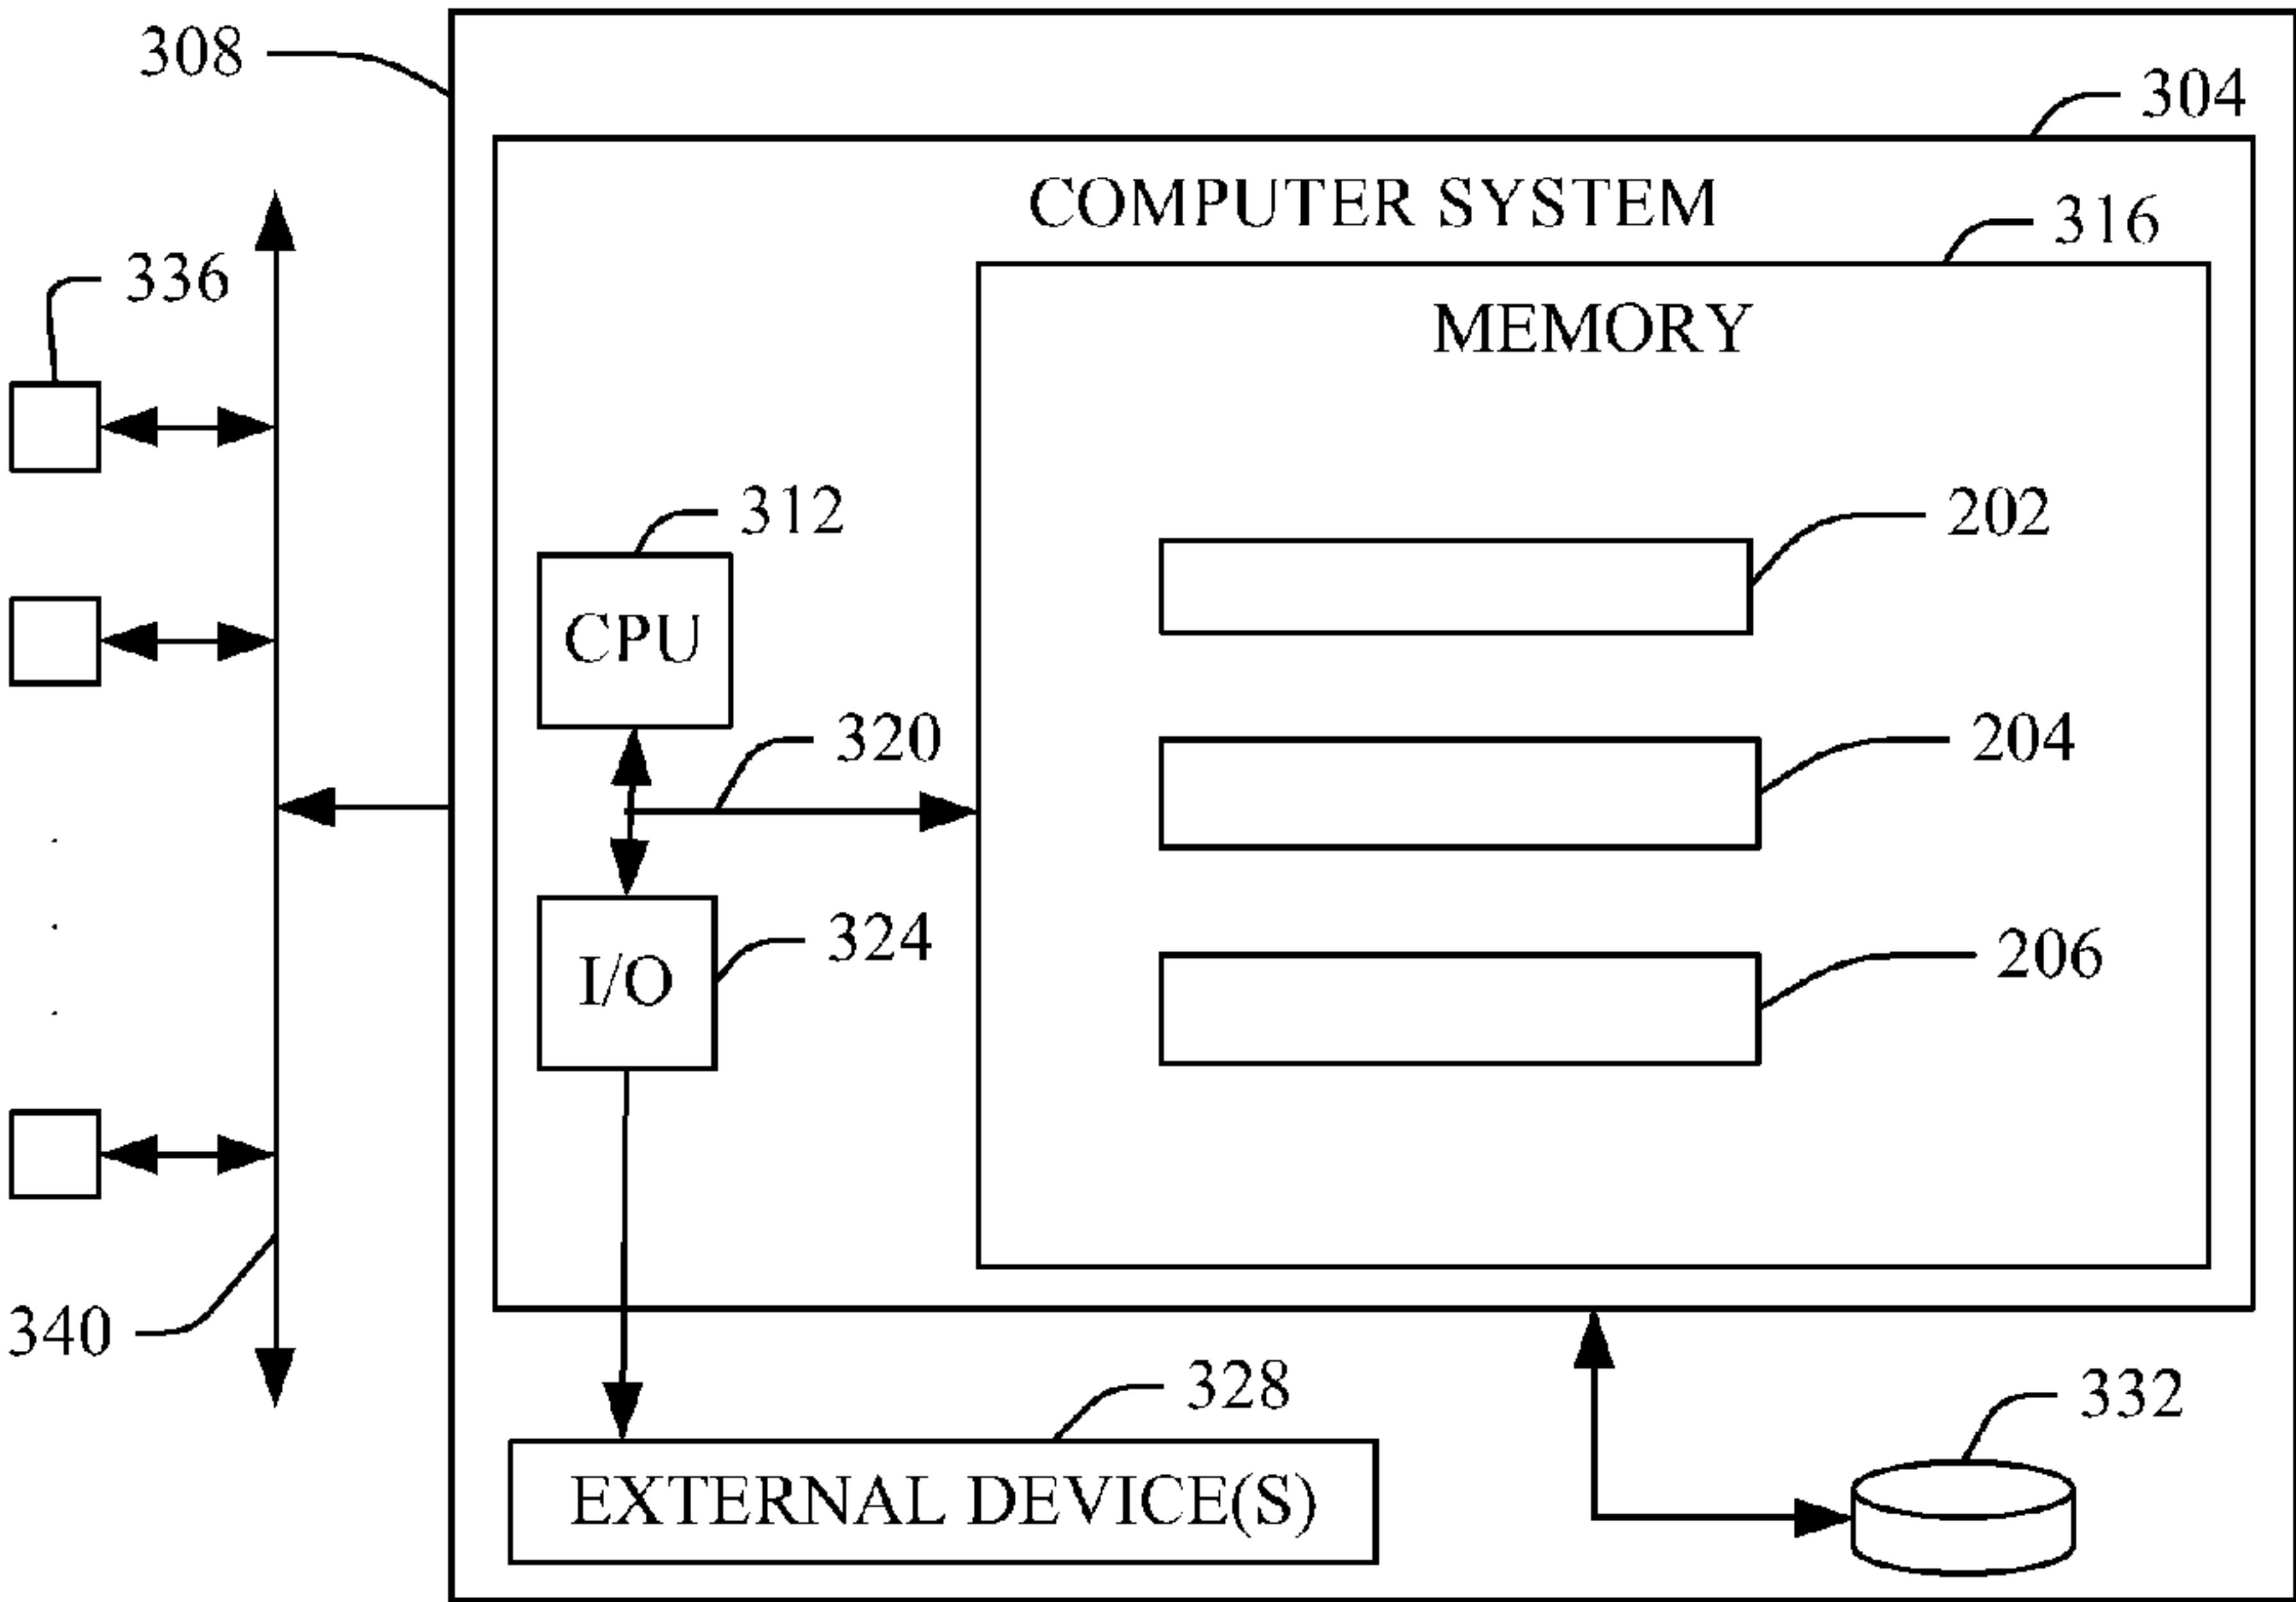 308
304
COMPUTER SYSTEM
316
336
MEMORY
312
202
CPU
320
204
324
206
I/O
340
328
332
EXTERNAL DEVICE(S)